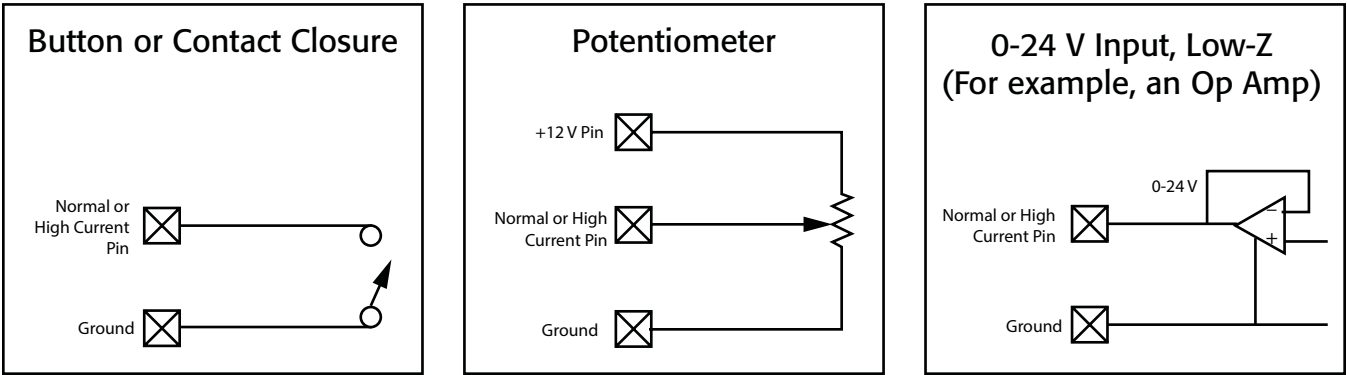 Button or Contact Closure
Normal or
High Current
Pin
Ground
Potentiometer
+12 V Pin
Normal or High
Current Pin
Ground
0-24 V Input, Low-Z
(For example, an Op Amp)
0-24 V
Normal or High
Current Pin
−
+
Ground